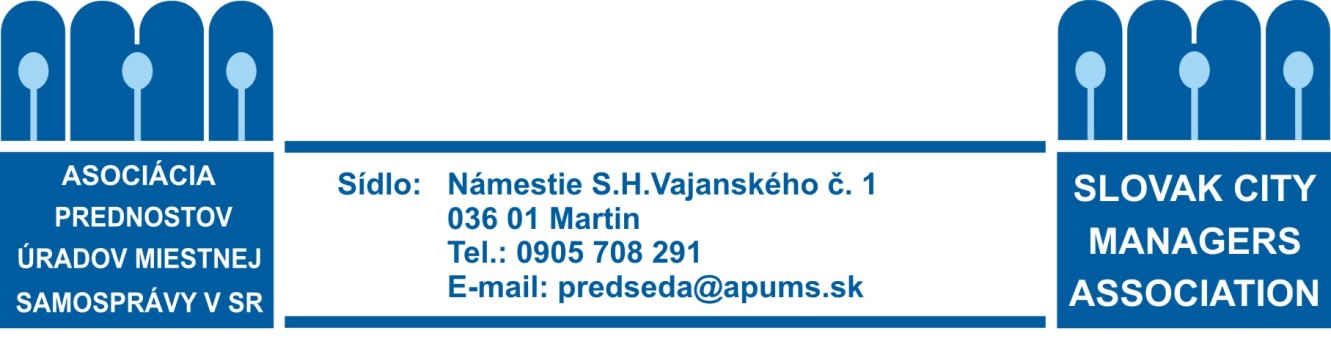 ASOCIÁCIA
PREDNOSTOV
ÚRADOV MIESTNEJ
SAMOSPRÁVY V SR
Sídlo: Námestie S.H.Vajanského č. 1
036 01 Martin
Tel.: 0905 708 291
E-mail: predseda@apums.sk
SLOVAK CITY
MANAGERS
ASSOCIATION